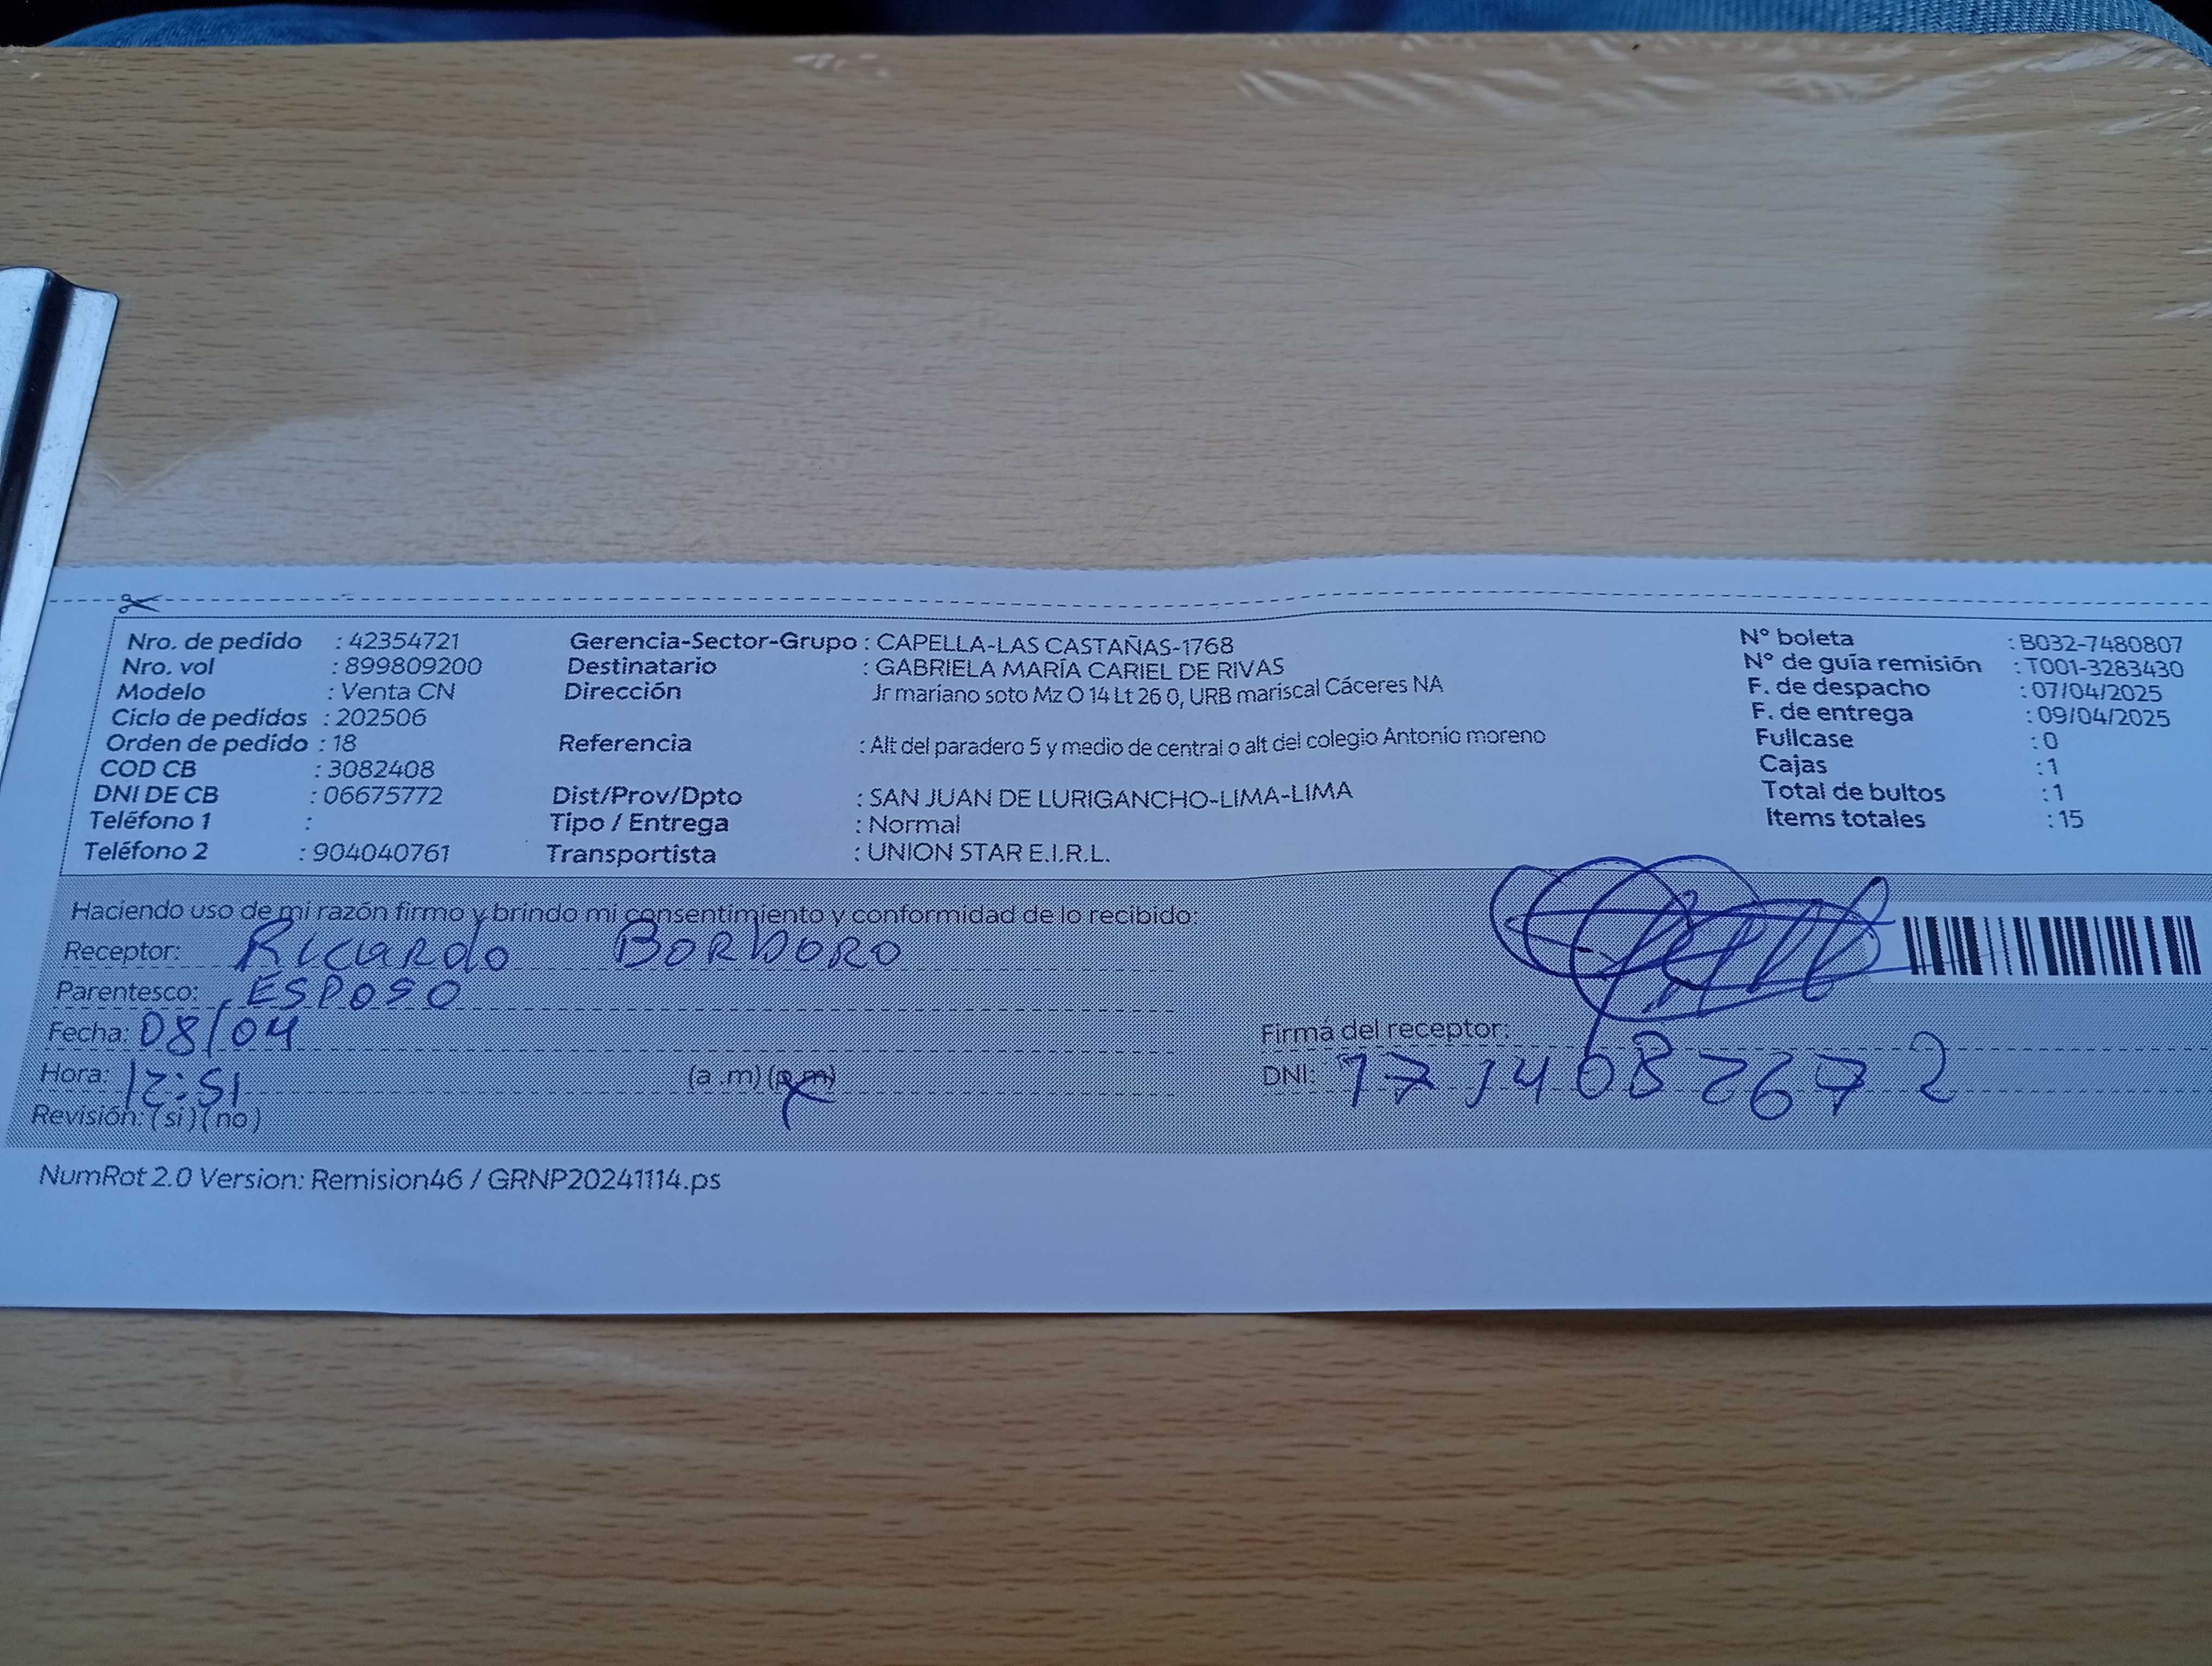 Nro. de pedido : 42354721
Nro. vol : 899809200
Modelo : Venta CN
Ciclo de pedidos : 202506
Orden de pedido : 18
COD CB : 3082408
DNI DE CB : 06675772
Teléfono 1 :
Teléfono 2 : 904040761
Gerencia-Sector-Grupo : CAPELLA-LAS CASTAÑAS-1768
Destinatario : GABRIELA MARÍA CARIEL DE RIVAS
Dirección Jr mariano soto Mz O 14 Lt 26 0, URB mariscal Cáceres NA
Referencia : Alt del paradero 5 y medio de central o alt del colegio Antonio moreno
Dist/Prov/Dpto : SAN JUAN DE LURIGANCHO-LIMA-LIMA
Tipo / Entrega : Normal
Transportista : UNION STAR E.I.R.L.
N° boleta : B032-7480807
N° de guía remisión : T001-3283430
F. de despacho : 07/04/2025
F. de entrega : 09/04/2025
Fullcase : 0
Cajas : 1
Total de bultos : 1
Items totales : 15
Haciendo uso de mi razón firmo y brindo mi consentimiento y conformidad de lo recibido:
Receptor: Ricardo Borboro
Parentesco: ESPOSO
Fecha: 08/04
Hora: 12:51 (a .m) (p.m)
Revisión: (si) (no)
Firma del receptor:
DNI:
NumRot 2.0 Version: Remision46 / GRNP20241114.ps